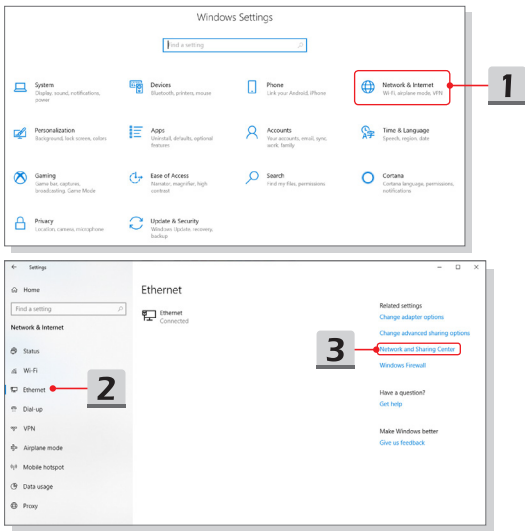 Windows Settings
Find a setting
System
Display, sound, notifications,
power
Devices
Bluetooth, printers, mouse
Phone
Link your Android, iPhone
Network & Internet
Wi-Fi, airplane mode, VPN
1
Personalization
Background, lock screen, colors
Apps
Uninstall, defaults, optional
features
Accounts
Your accounts, email, sync,
work, family
Time & Language
Speech, region, date
Gaming
Game bar, captures,
broadcasting, Game Mode
Ease of Access
Narrator, magnifier, high
contrast
Search
Find my files, permissions
Cortana
Cortana language, permissions,
notifications
Privacy
Location, camera, microphone
Update & Security
Windows Update, recovery,
backup
Settings
Home
Find a setting
Network & Internet
Status
Wi-Fi
Ethernet
2
Dial-up
VPN
Airplane mode
Mobile hotspot
Data usage
Proxy
Ethernet
Ethernet
Connected
Related settings
Change adapter options
Change advanced sharing options
3
Network and Sharing Center
Windows Firewall
Have a question?
Get help
Make Windows better
Give us feedback